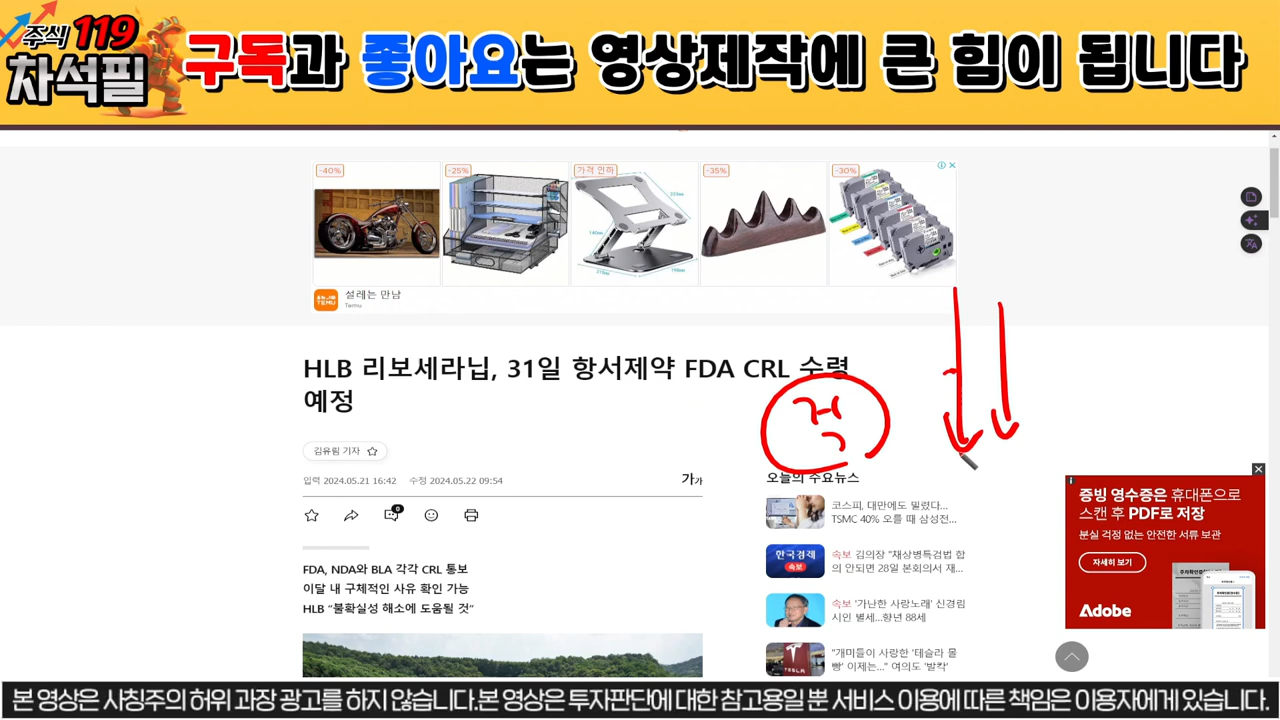 주식 119
차석필
구독과 좋아요는 영상제작에 큰 힘이 됩니다
-40%
-25%
가격 인하
-35%
-30%
설레는 만남
Temu
HLB 리보세라닙, 31일 항서제약 FDA CRL 수령
예정
적
김유림 기자
입력 2024.05.21 16:42 수정 2024.05.22 09:54
가가
0
FDA, NDA와 BLA 각각 CRL 통보
이달 내 구체적인 사유 확인 가능
HLB “불확실성 해소에 도움될 것”
오늘의 주요뉴스
코스피, 대만에도 밀렸다...
TSMC 40% 오를 때 삼성전...
한국경제
속보
속보 김의장 "채상병특검법 합
의 안되면 28일 본회의서 재...
속보 '가난한 사랑노래' 신경림
시인 별세...향년 88세
TESLA
"개미들이 사랑한 '테슬라 몰
빵' 이제는..." 여의도 '발칵'
증빙 영수증은 휴대폰으로
스캔 후 PDF로 저장
분실 걱정 없는 안전한 서류 보관
자세히 보기
Adobe
본 영상은 사칭주의 허위 과장 광고를 하지 않습니다.본 영상은 투자판단에 대한 참고용일 뿐 서비스 이용에 따른 책임은 이용자에게 있습니다.